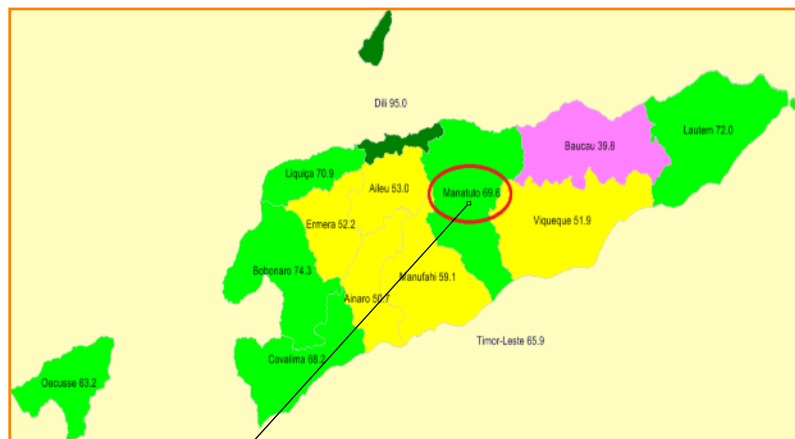 Dili 95.0
Lautem 72.0
Baucau 39.8
Liquiça 70.9
Aileu 53.0
Manatuto 69.6
Ermera 52.2
Viqueque 51.9
Bobonaro 74.3
Manufahi 59.1
Ainaro 50.7
Timor-Leste 65.9
Covalima 68.2
Oecusse 63.2